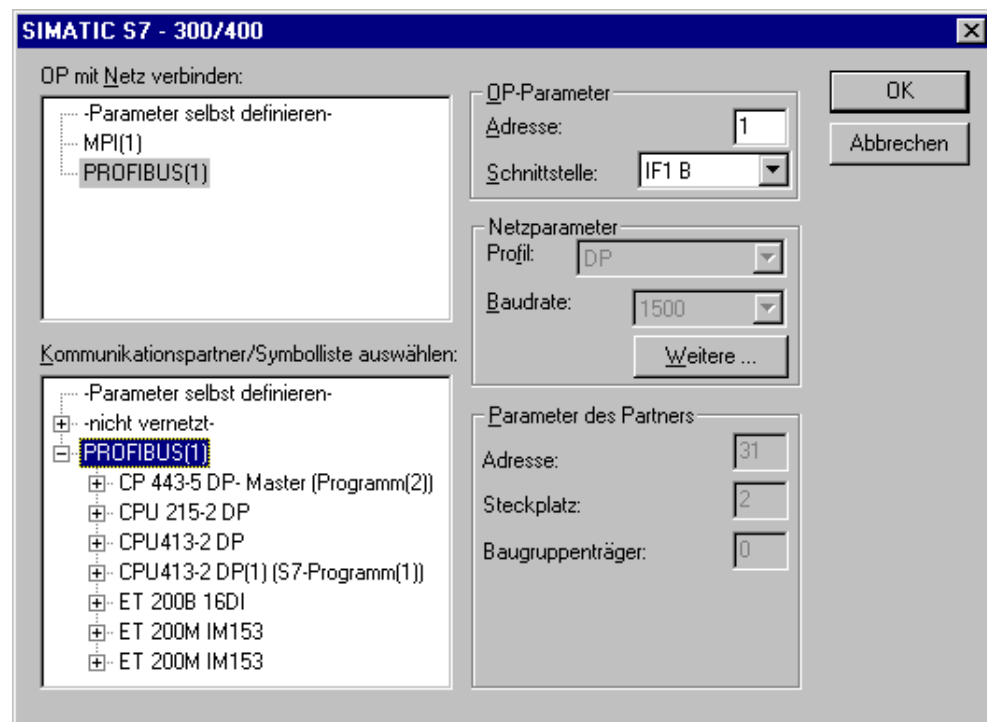 SIMATIC S7 - 300/400
OP mit Netz verbinden:
-Parameter selbst definieren-
MPI(1)
PROFIBUS(1)
Kommunikationspartner/Symbolliste auswählen:
-Parameter selbst definieren-
-nicht vernetzt-
PROFIBUS(1)
CP 443-5 DP- Master (Programm(2))
CPU 215-2 DP
CPU413-2 DP
CPU413-2 DP(1) (S7-Programm(1))
ET 200B 16DI
ET 200M IM153
ET 200M IM153
OP-Parameter
Adresse: 1
Schnittstelle: IF1 B
Netzparameter
Profil: DP
Baudrate: 1500
Weitere ...
Parameter des Partners
Adresse: 31
Steckplatz: 2
Baugruppenträger: 0
OK
Abbrechen